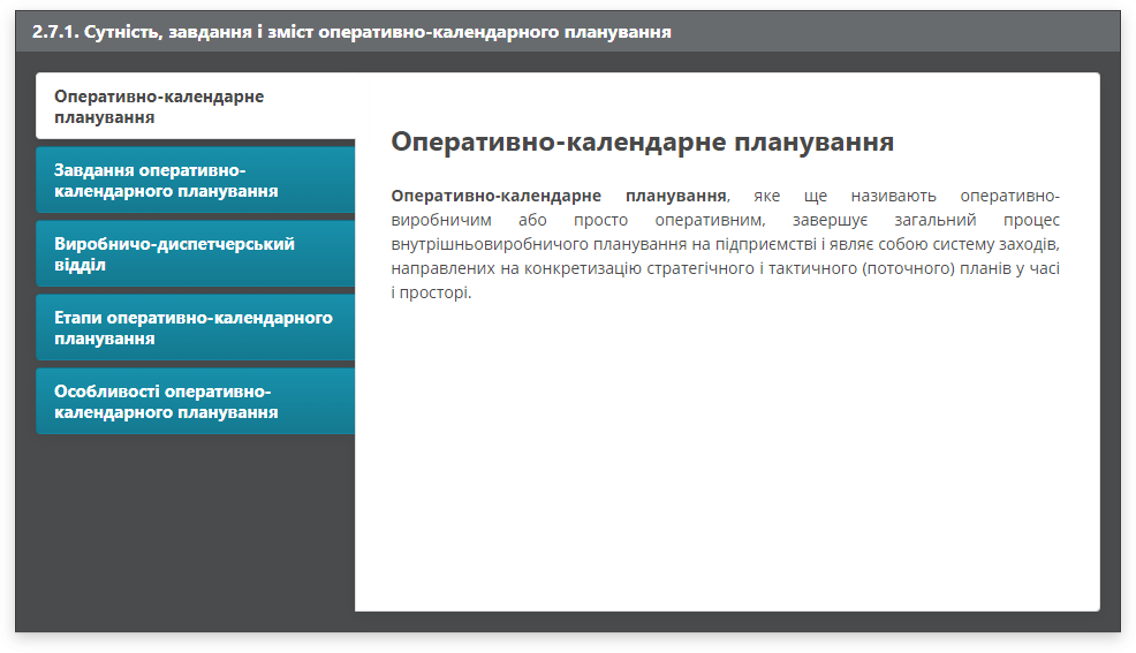 2.7.1. Сутність, завдання і зміст оперативно-календарного планування
Оперативно-календарне
планування
Завдання оперативно-
календарного планування
Виробничо-диспетчерський
відділ
Етапи оперативно-календарного
планування
Особливості оперативно-
календарного планування
Оперативно-календарне планування
Оперативно-календарне планування, яке ще називають оперативно-
виробничим або просто оперативним, завершує загальний процес
внутрішньовиробничого планування на підприємстві і являє собою систему заходів,
направлених на конкретизацію стратегічного і тактичного (поточного) планів у часі
і просторі.